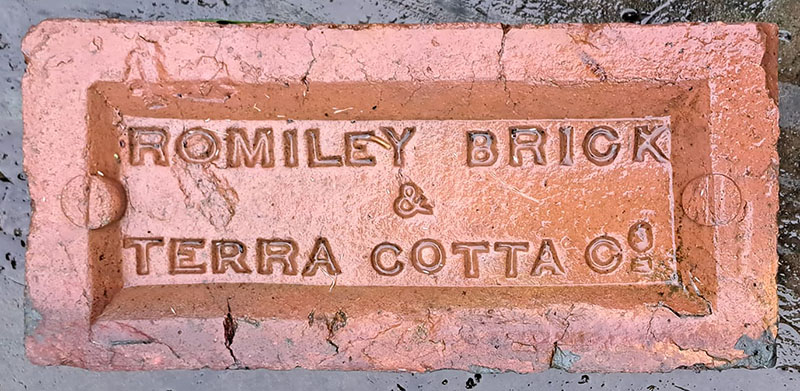 ROMILEY BRICK
&
TERRA COTTA Cº